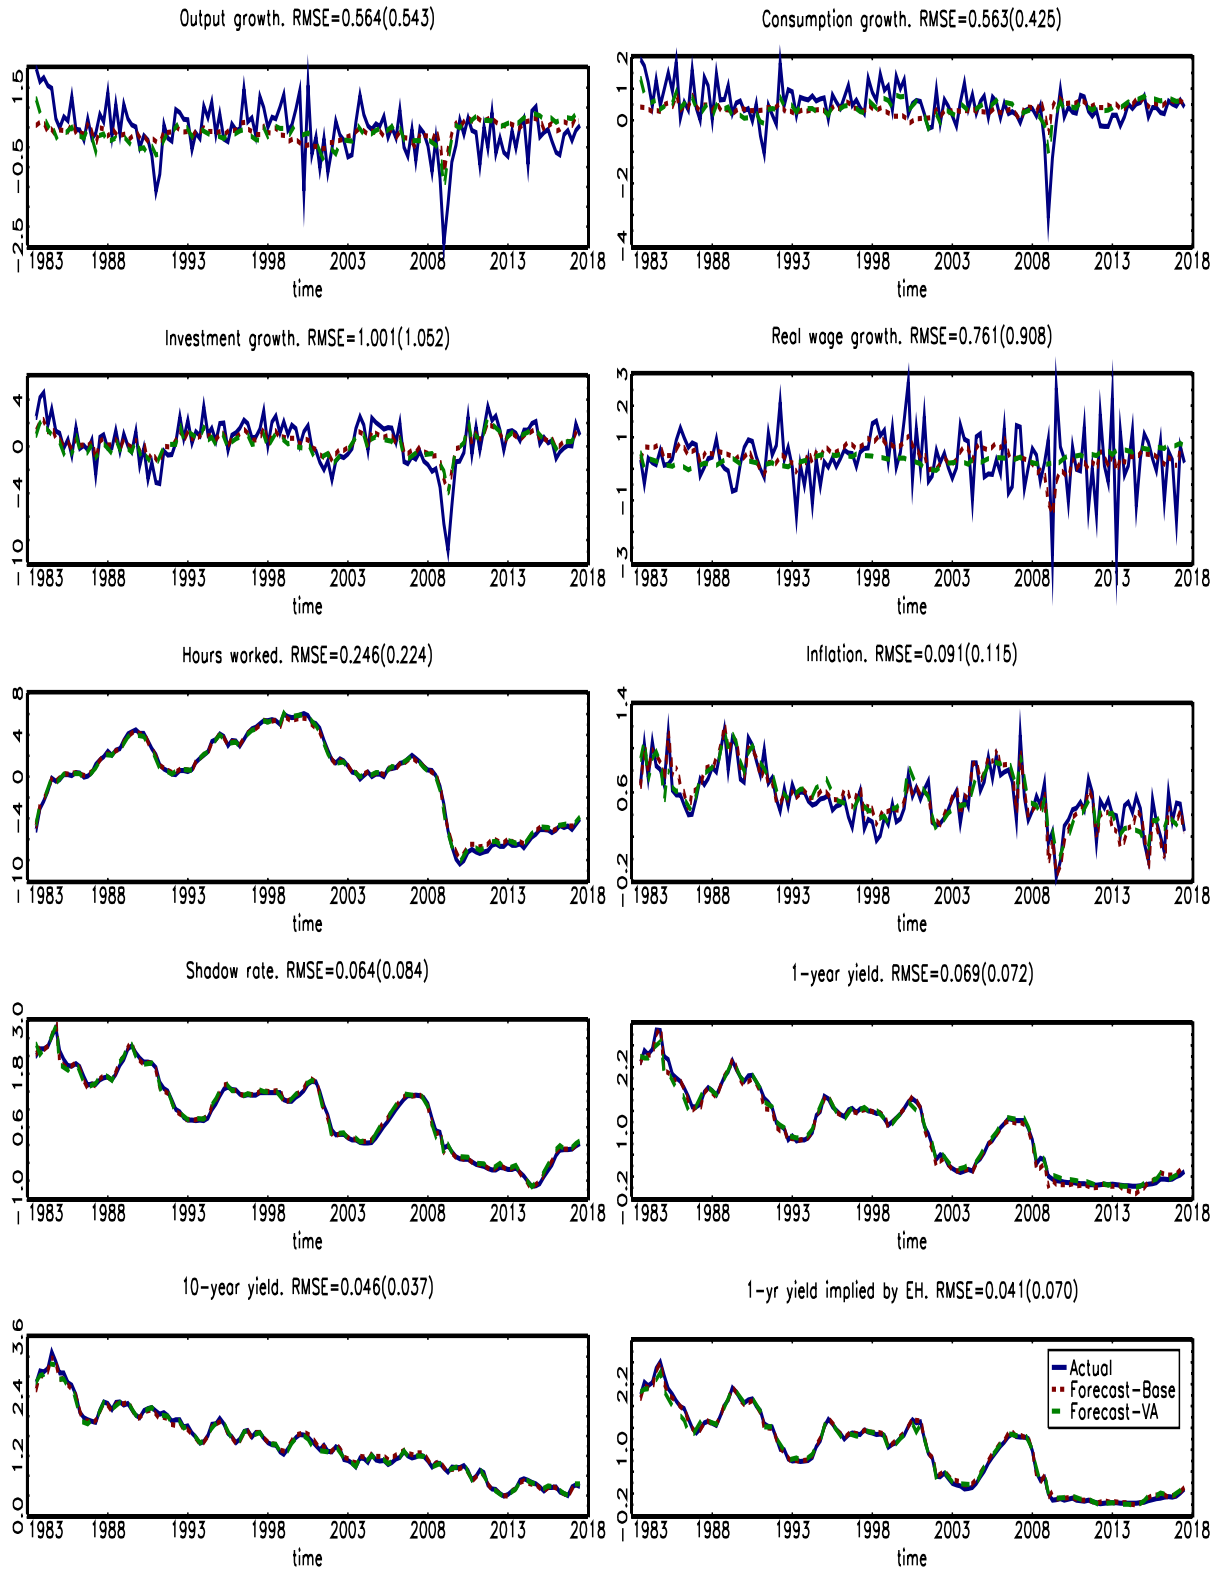 Output growth. RMSE=0.564(0.543)
1.5
-0.5
-2.5
1983 1988 1993 1998 2003 2008 2013 2018
time
Consumption growth. RMSE=0.563(0.425)
2
1
0
-2
-4
1983 1988 1993 1998 2003 2008 2013 2018
time
Investment growth. RMSE=1.001(1.052)
4
0
-4
-10
1983 1988 1993 1998 2003 2008 2013 2018
time
Real wage growth. RMSE=0.761(0.908)
3
2
1
-1
-3
1983 1988 1993 1998 2003 2008 2013 2018
time
Hours worked. RMSE=0.246(0.224)
8
4
0
-4
-10
1983 1988 1993 1998 2003 2008 2013 2018
time
Inflation. RMSE=0.091(0.115)
1.4
0.6
-0.2
1983 1988 1993 1998 2003 2008 2013 2018
time
Shadow rate. RMSE=0.064(0.084)
3.0
1.8
0.6
-1.0
1983 1988 1993 1998 2003 2008 2013 2018
time
1-year yield. RMSE=0.069(0.072)
2.2
1.0
-0.2
1983 1988 1993 1998 2003 2008 2013 2018
time
10-year yield. RMSE=0.046(0.037)
3.6
2.4
1.2
0.0
1983 1988 1993 1998 2003 2008 2013 2018
time
1-yr yield implied by EH. RMSE=0.041(0.070)
2.2
1.0
-0.2
Actual
Forecast-Base
Forecast-VA
1983 1988 1993 1998 2003 2008 2013 2018
time